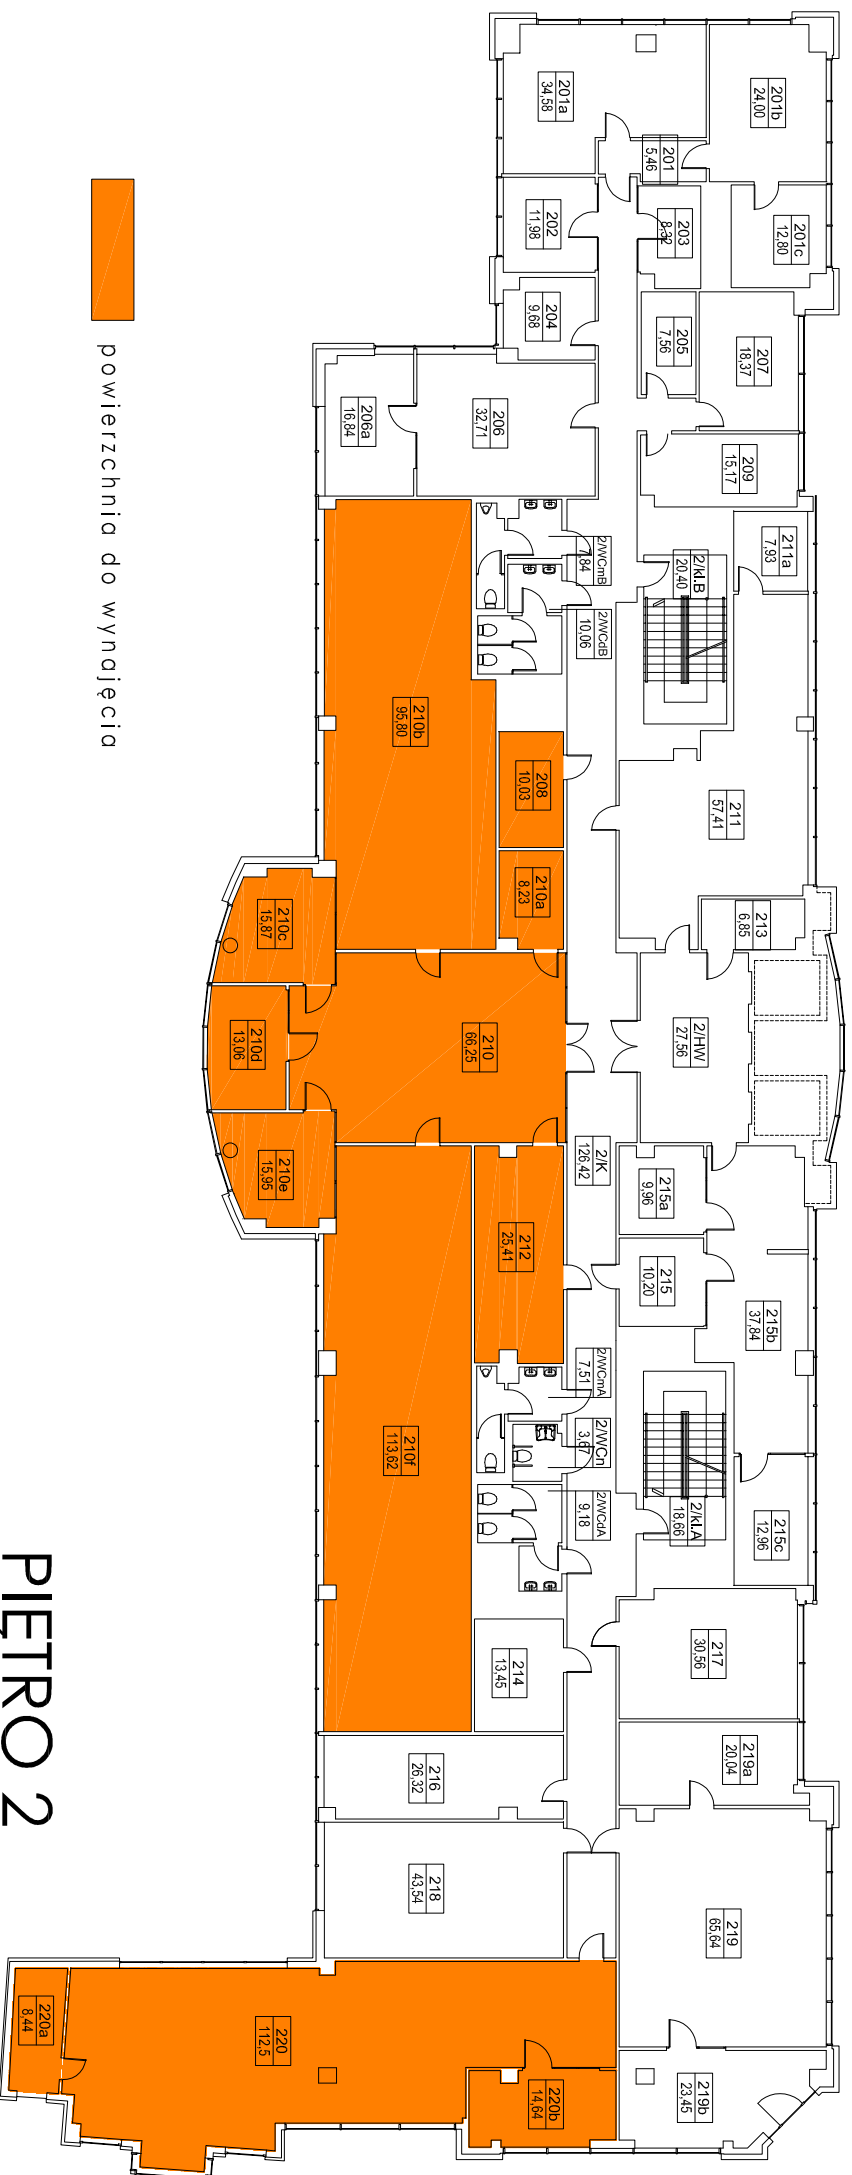 201a
34,58
201b
24,00
201
5,46
201c
12,80
202
11,98
203
8,32
204
9,68
205
7,56
207
18,37
206a
16,84
206
32,71
209
15,17
211a
7,93
2/WCmB
7,84
2/kl.B
20,40
2/WCdB
10,06
210b
95,80
208
10,03
211
57,41
210a
8,23
213
6,85
210c
15,87
210d
13,06
210
66,25
2/HW
27,56
2/K
126,42
210e
15,95
212
25,41
215a
9,96
215
10,20
215b
37,84
2/WCmA
7,51
2/WCn
3,67
2/WCdA
9,18
2/kl.A
18,66
215c
12,96
210f
113,62
214
13,45
217
30,56
216
26,32
219a
20,04
218
43,54
219
65,64
220a
8,44
220
112,5
220b
14,64
219b
23,45
powierzchnia do wynajęcia
PIĘTRO 2